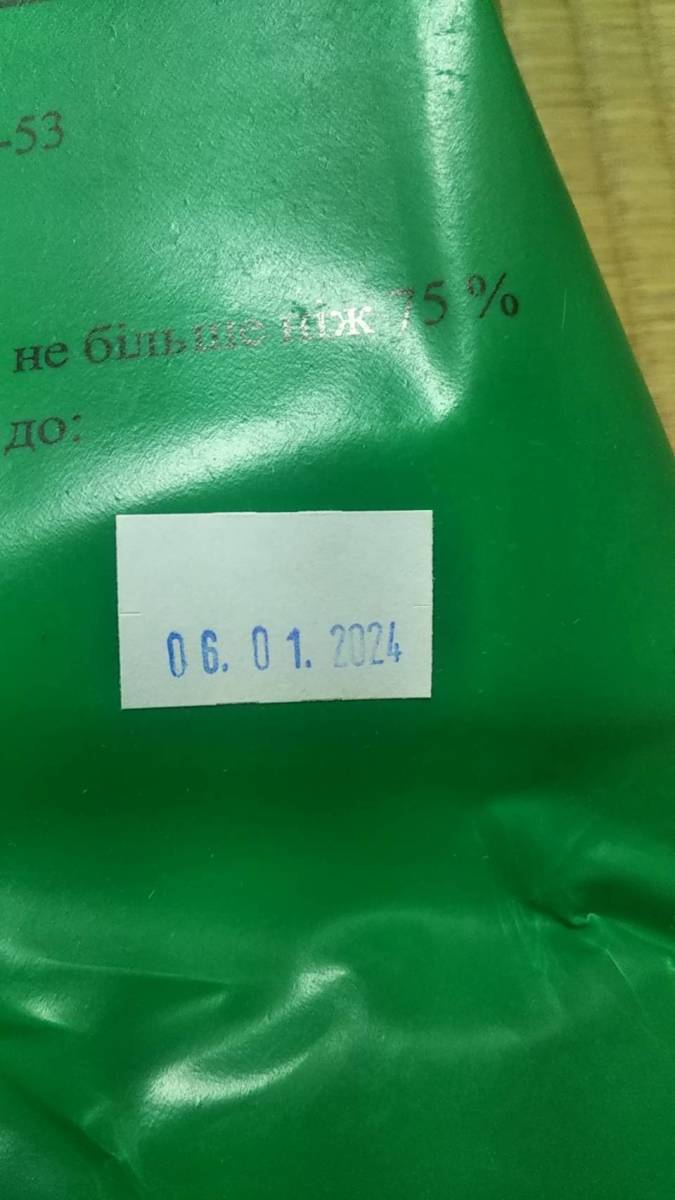 -53
не більше ніж 75 %
до:
06.01.2024